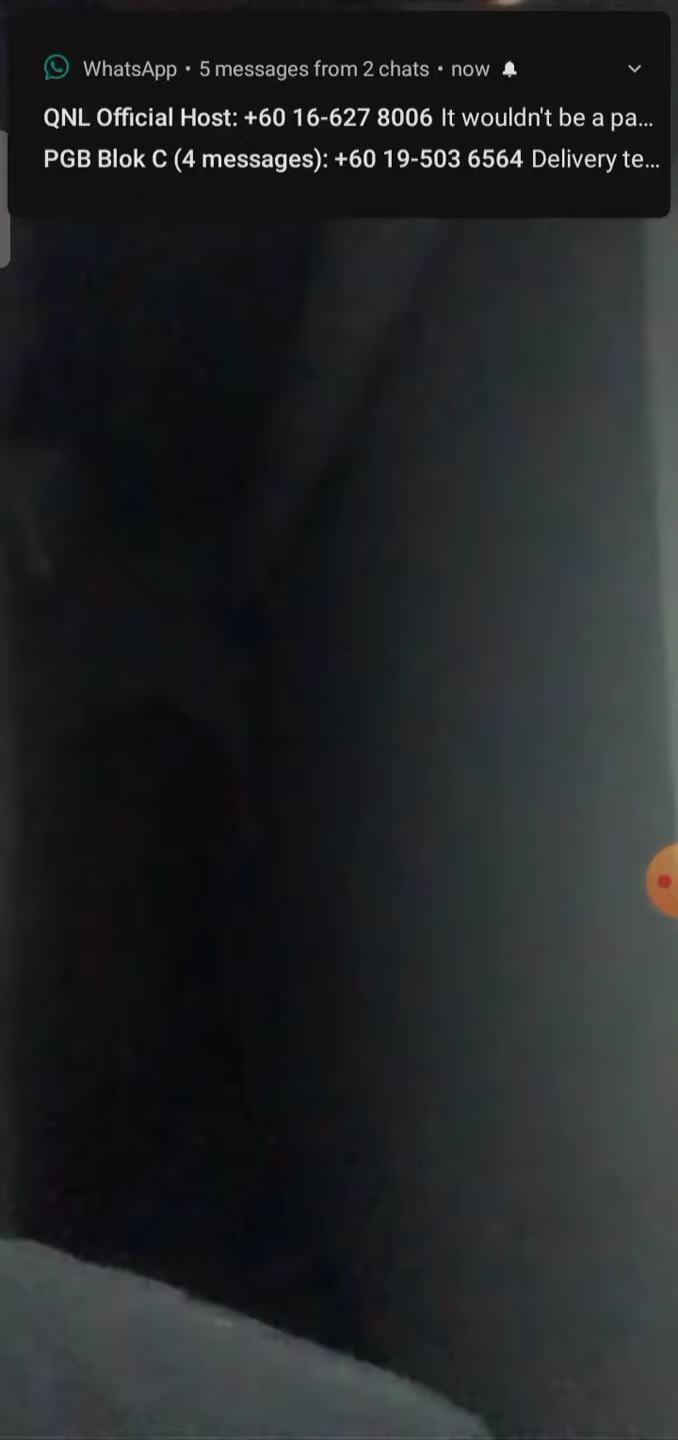 WhatsApp • 5 messages from 2 chats • now
QNL Official Host: +60 16-627 8006 It wouldn't be a pa...
PGB Blok C (4 messages): +60 19-503 6564 Delivery te...